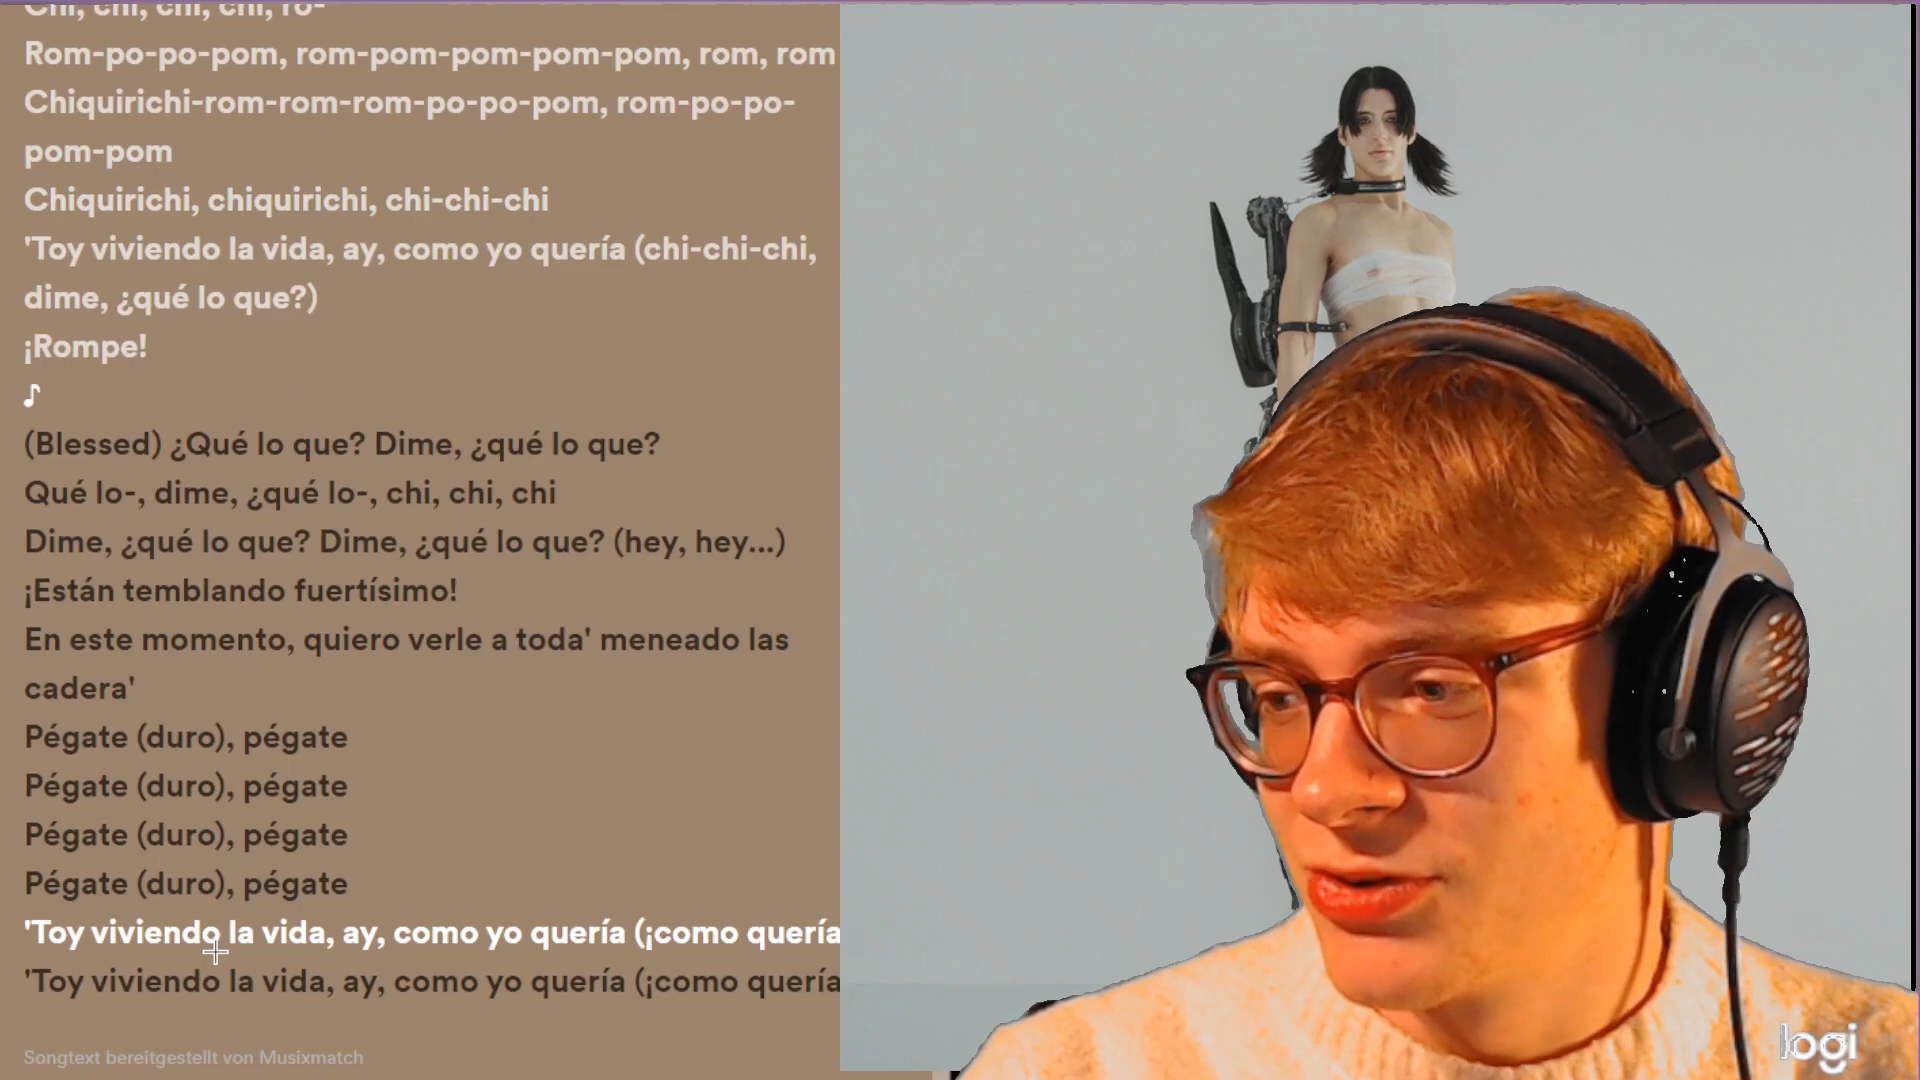 Chi, chi, chi, chi, ro-
Rom-po-po-pom, rom-pom-pom-pom-pom, rom, rom
Chiquirichi-rom-rom-rom-po-po-pom, rom-po-po-
pom-pom
Chiquirichi, chiquirichi, chi-chi-chi
'Toy viviendo la vida, ay, como yo quería (chi-chi-chi,
dime, ¿qué lo que?)
¡Rompe!
♪
(Blessed) ¿Qué lo que? Dime, ¿qué lo que?
Qué lo-, dime, ¿qué lo-, chi, chi, chi
Dime, ¿qué lo que? Dime, ¿qué lo que? (hey, hey...)
¡Están temblando fuertísimo!
En este momento, quiero verle a toda' meneado las
cadera'
Pégate (duro), pégate
Pégate (duro), pégate
Pégate (duro), pégate
Pégate (duro), pégate
'Toy viviendo la vida, ay, como yo quería (¡como quería
'Toy viviendo la vida, ay, como yo quería (¡como quería
Songtext bereitgestellt von Musixmatch
logi